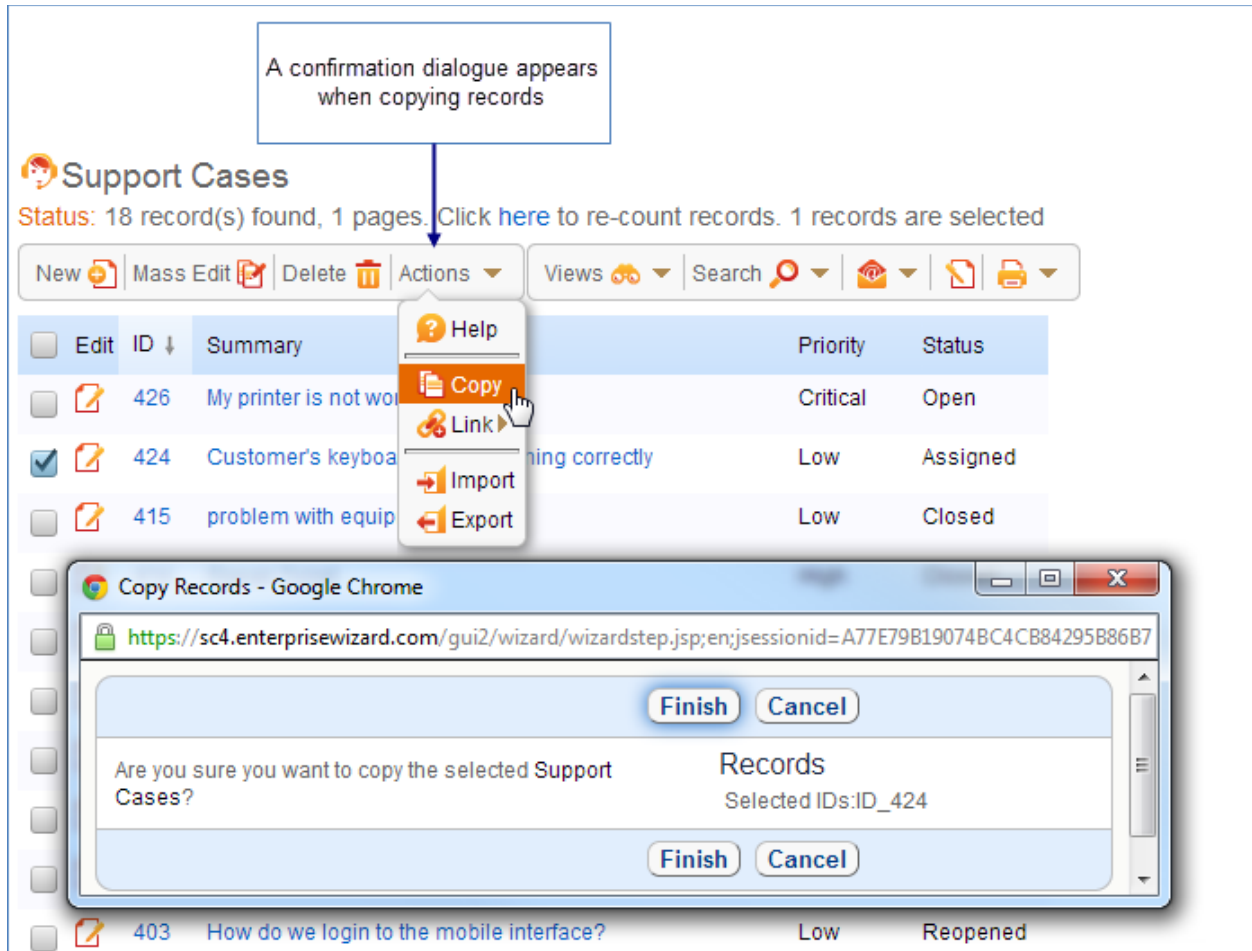 A confirmation dialogue appears
when copying records
Support Cases
Status: 18 record(s) found, 1 pages. Click here to re-count records. 1 records are selected
New Mass Edit Delete Actions Views Search
Help
Edit ID Summary Priority Status
Copy
426 My printer is not wor Critical Open
Link
424 Customer's keyboa ning correctly Low Assigned
Import
415 problem with equip Low Closed
Export
Copy Records - Google Chrome
https://sc4.enterprisewizard.com/gui2/wizard/wizardstep.jsp;en;jsessionid=A77E79B19074BC4CB84295B86B7
Finish Cancel
Are you sure you want to copy the selected Support
Cases?
Records
Selected IDs:ID_424
Finish Cancel
403 How do we login to the mobile interface? Low Reopened